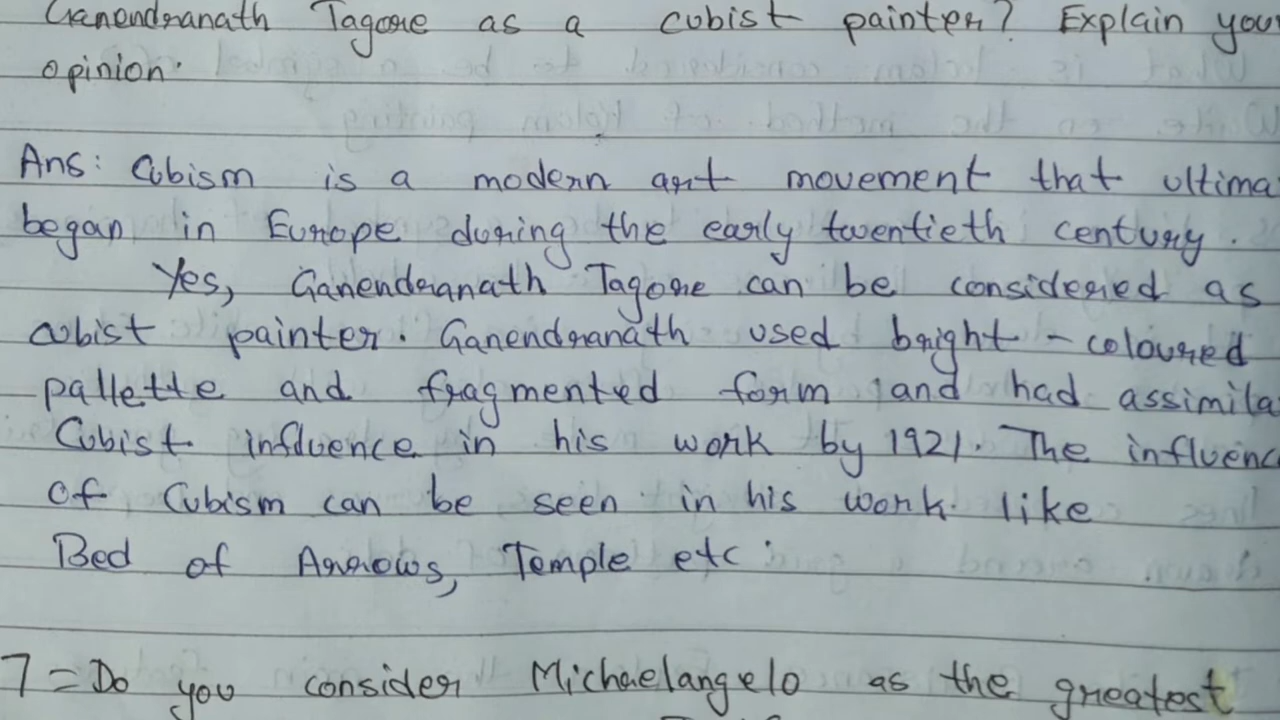 Ganendranath Tagore as a cubist painter? Explain your
opinion.
Ans: Cubism is a modern art movement that ultima
began in Europe during the early twentieth century.
Yes, Ganendranath Tagore can be considered as
cubist painter. Ganendranath used bright-coloured
pallette and fragmented form and had assimila
Cubist influence in his work by 1921. The influenc
of Cubism can be seen in his work like
Bed of Arrows, Temple etc.
7 = Do you consider Michaelangelo as the greatest